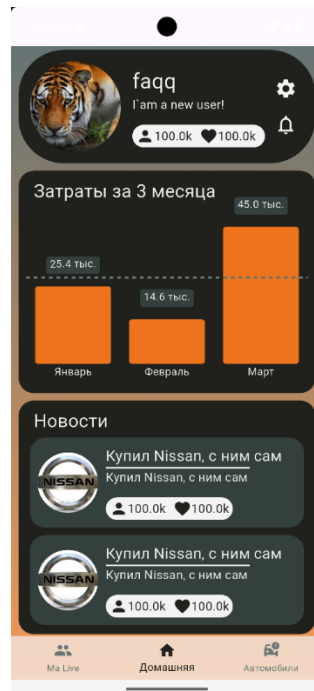 faqq
I`am a new user!
100.0k 100.0k
Затраты за 3 месяца
45.0 тыс.
25.4 тыс.
14.6 тыс.
Январь Февраль Март
Новости
Купил Nissan, с ним сам
Купил Nissan, с ним сам
NISSAN
100.0k 100.0k
Купил Nissan, с ним сам
Купил Nissan, с ним сам
NISSAN
100.0k 100.0k
Ma Live Домашняя Автомобили